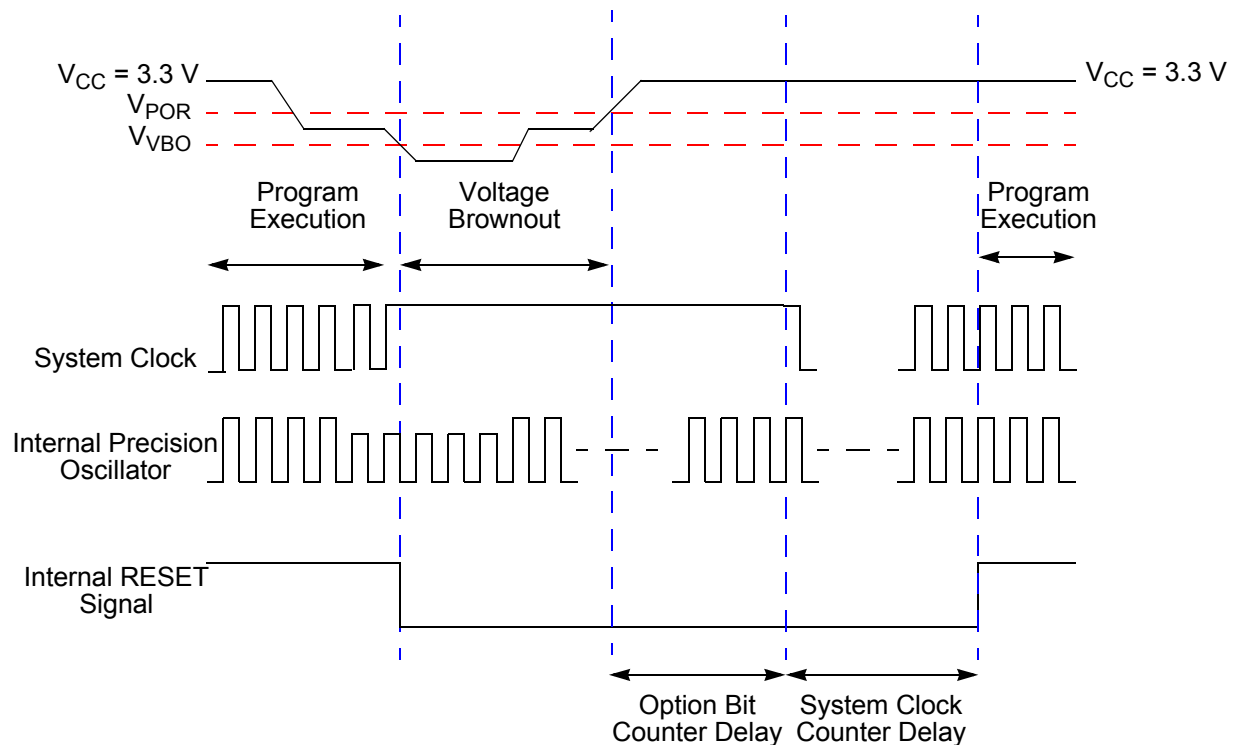 VCC = 3.3 V
VCC = 3.3 V
VPOR
VVBO
Program
Execution
Voltage
Brownout
Program
Execution
System Clock
Internal Precision
Oscillator
Internal RESET
Signal
Option Bit
Counter Delay
System Clock
Counter Delay